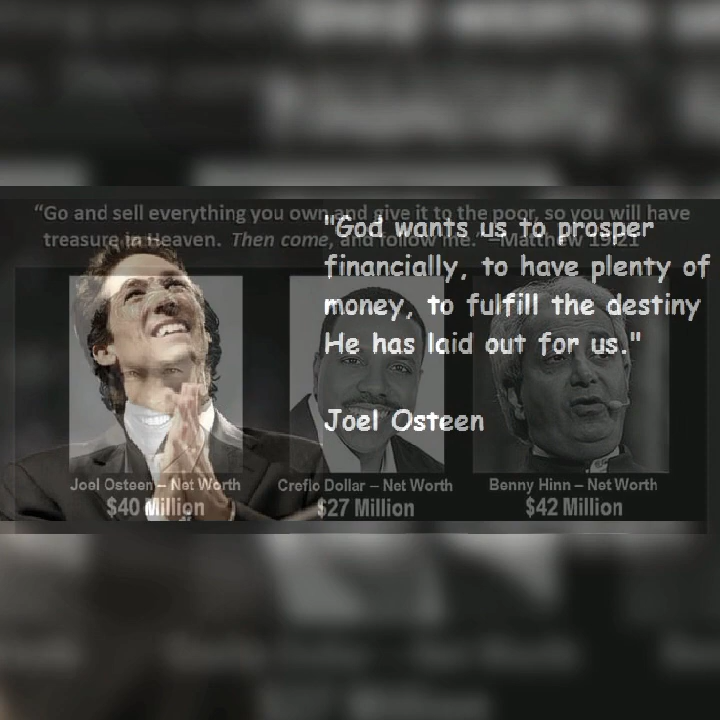 “Go and sell everything you own and give it to the poor, so you will have
treasure in Heaven. Then come, and follow me.” –Matthew 19:21
"God wants us to prosper
financially, to have plenty of
money, to fulfill the destiny
He has laid out for us."
Joel Osteen
Joel Osteen – Net Worth
$40 Million
Creflo Dollar – Net Worth
$27 Million
Benny Hinn – Net Worth
$42 Million